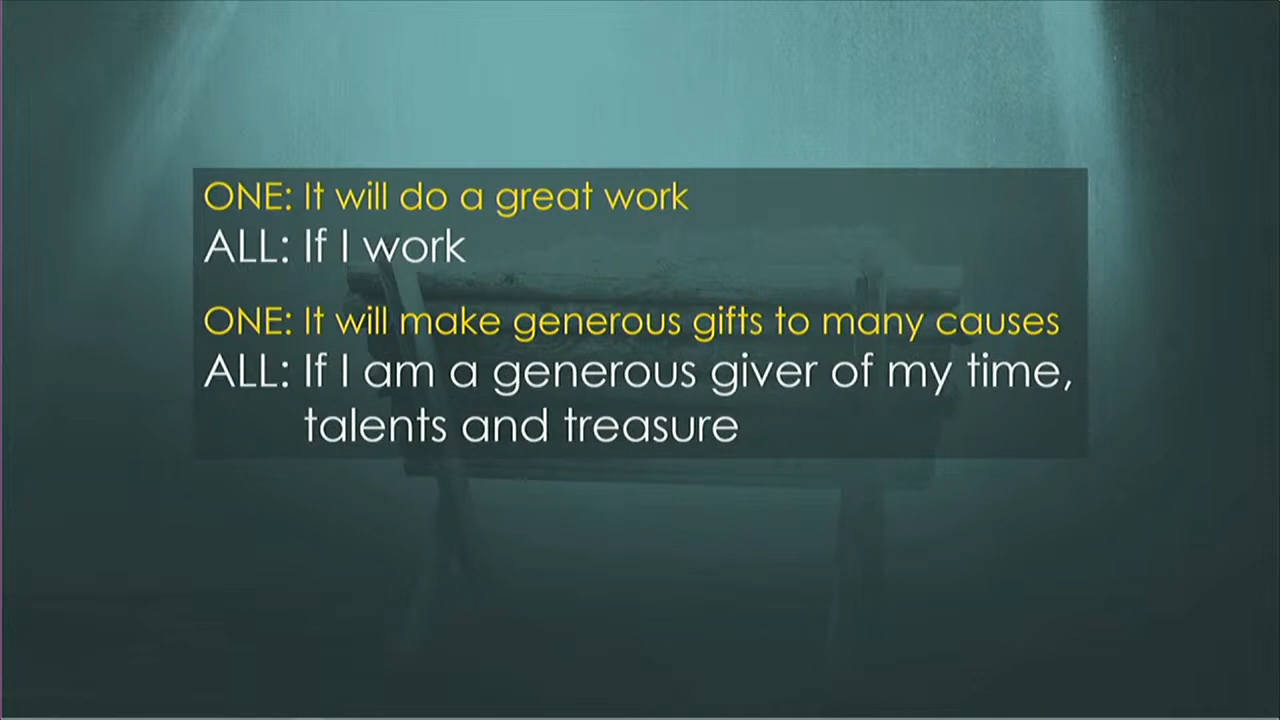 ONE: It will do a great work
ALL: If I work
ONE: It will make generous gifts to many causes
ALL: If I am a generous giver of my time,
talents and treasure